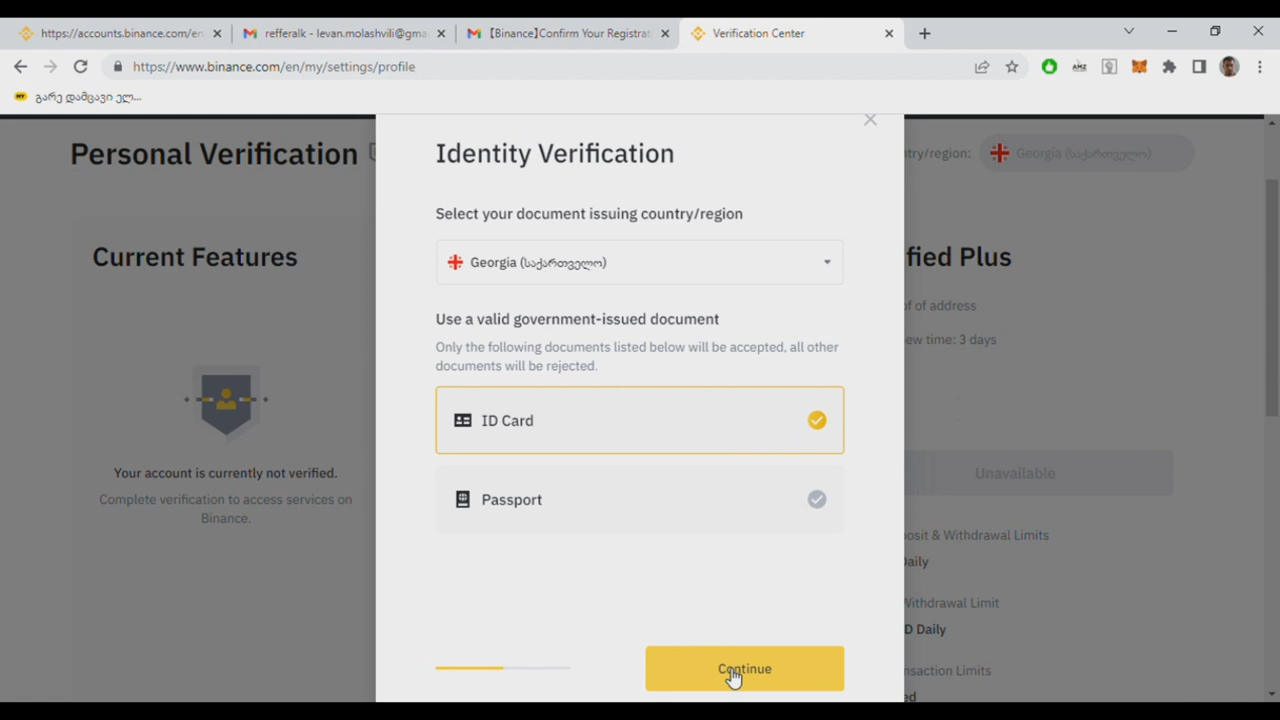 https://accounts.binance.com/en
refferalk - levan.molashvili@gma
【Binance】Confirm Your Registrat
Verification Center
https://www.binance.com/en/my/settings/profile
გარე დამცავი ელ...
Personal Verification
Identity Verification
try/region:
Georgia (საქართველო)
Select your document issuing country/region
Georgia (საქართველო)
Current Features
fied Plus
Use a valid government-issued document
Only the following documents listed below will be accepted, all other
documents will be rejected.
of of address
ew time: 3 days
ID Card
Passport
Your account is currently not verified.
Complete verification to access services on
Binance.
Unavailable
posit & Withdrawal Limits
Daily
Withdrawal Limit
D Daily
nsaction Limits
ed
Continue